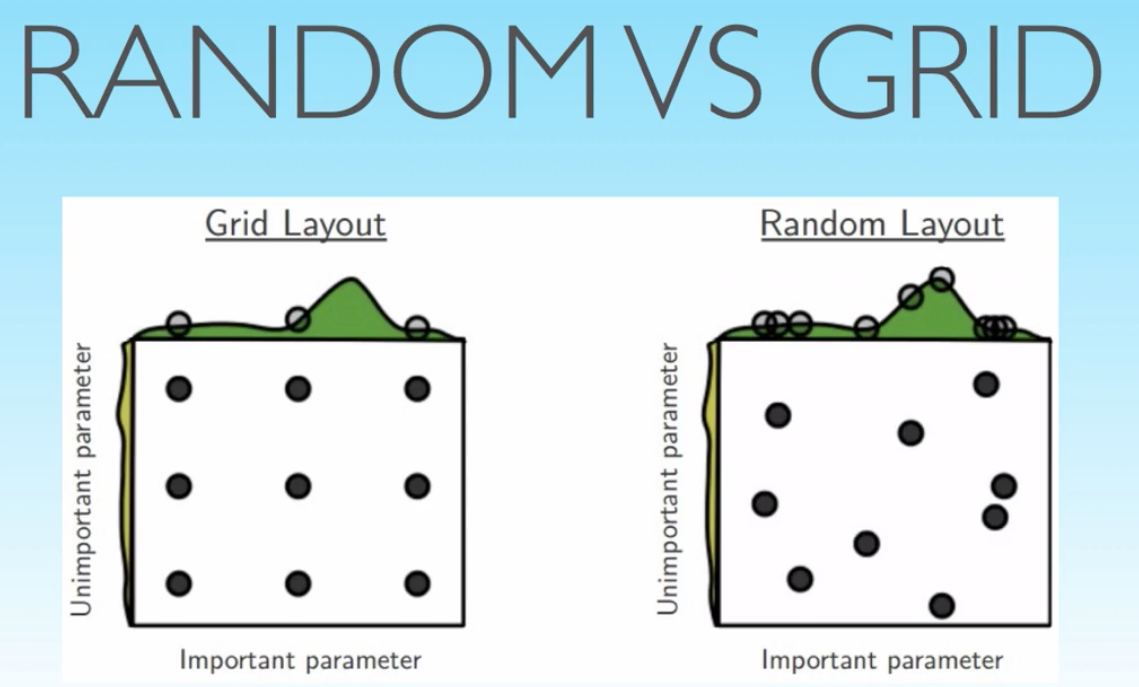 RANDOM VS GRID
Grid Layout
Unimportant parameter
Important parameter
Random Layout
Unimportant parameter
Important parameter